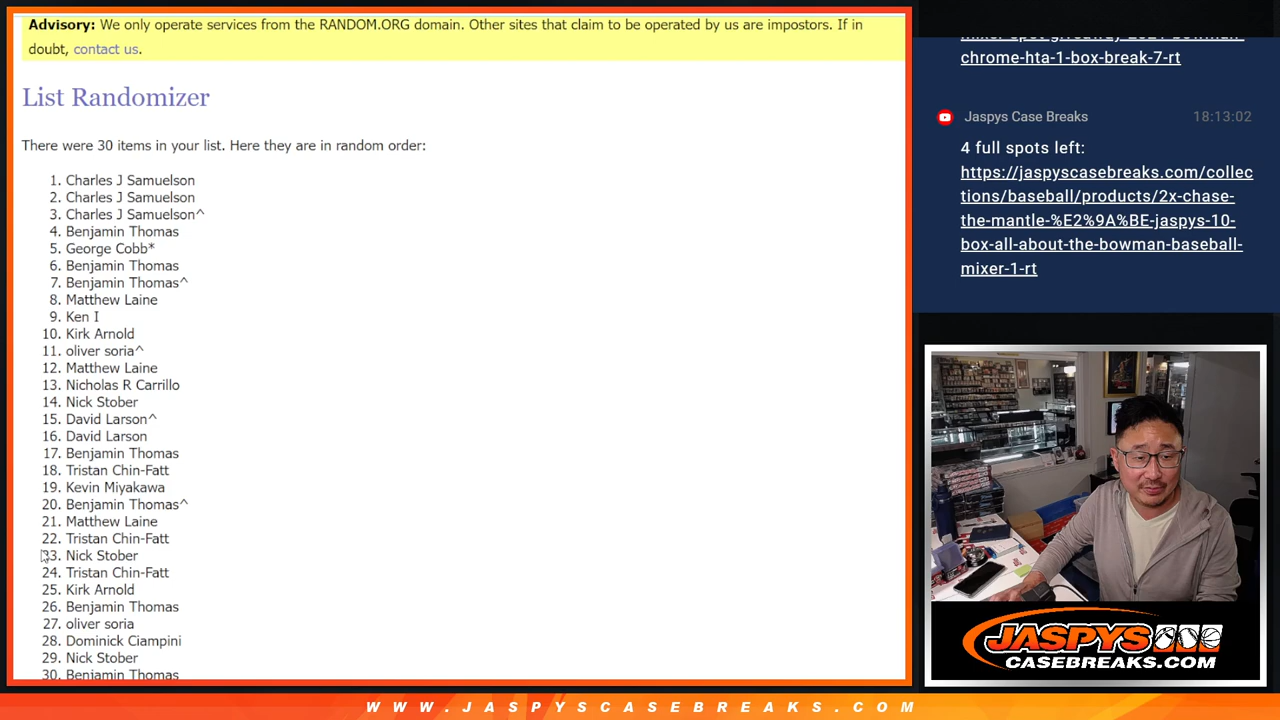 Advisory: We only operate services from the RANDOM.ORG domain. Other sites that claim to be operated by us are impostors. If in
doubt, contact us.
List Randomizer
There were 30 items in your list. Here they are in random order:
1. Charles J Samuelson
2. Charles J Samuelson
3. Charles J Samuelson^
4. Benjamin Thomas
5. George Cobb*
6. Benjamin Thomas
7. Benjamin Thomas^
8. Matthew Laine
9. Ken I
10. Kirk Arnold
11. oliver soria^
12. Matthew Laine
13. Nicholas R Carrillo
14. Nick Stober
15. David Larson^
16. David Larson
17. Benjamin Thomas
18. Tristan Chin-Fatt
19. Kevin Miyakawa
20. Benjamin Thomas^
21. Matthew Laine
22. Tristan Chin-Fatt
23. Nick Stober
24. Tristan Chin-Fatt
25. Kirk Arnold
26. Benjamin Thomas
27. oliver soria
28. Dominick Ciampini
29. Nick Stober
30. Benjamin Thomas
mixer-spot-giveaway-2021-bowman-
chrome-hta-1-box-break-7-rt
Jaspys Case Breaks 18:13:02
4 full spots left:
https://jaspyscasebreaks.com/collec
tions/baseball/products/2x-chase-
the-mantle-%E2%9A%BE-jaspys-10-
box-all-about-the-bowman-baseball-
mixer-1-rt
JASPYS
CASEBREAKS.COM
WWW.JASPYSCASEBREAKS.COM